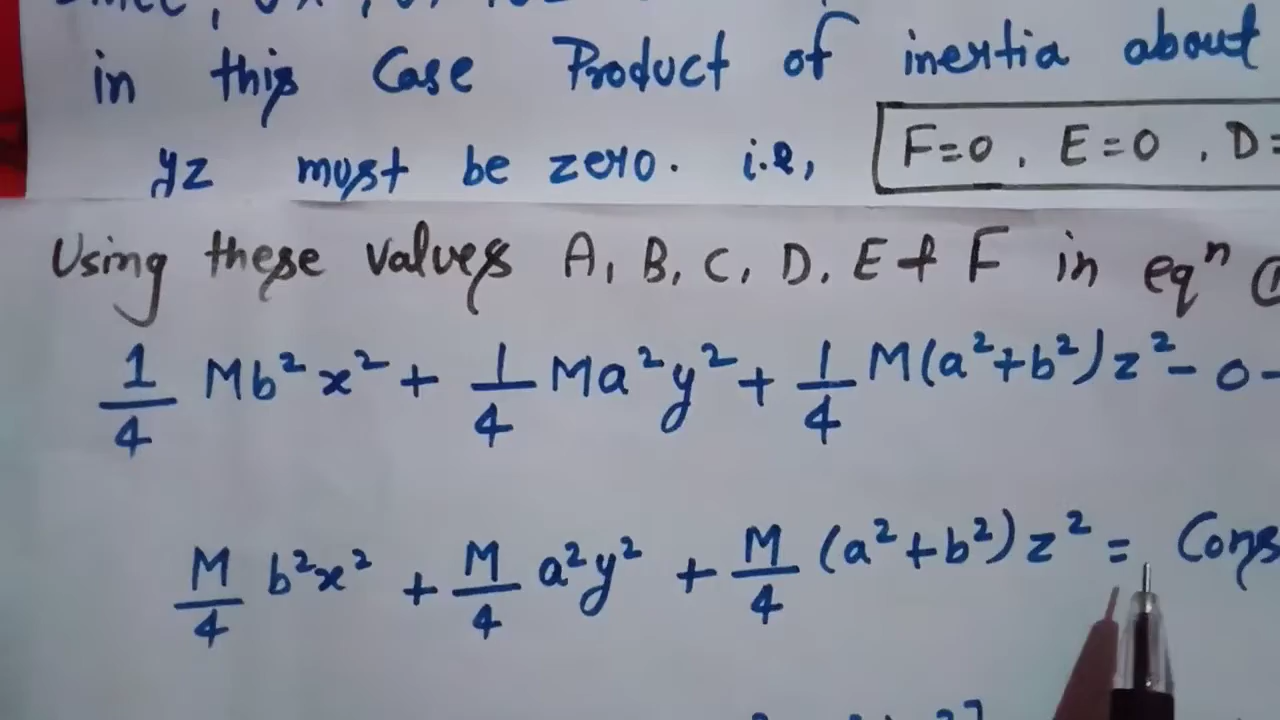 in this Case Product of inertia about
yz must be zero. i.e, F=0, E=0, D=
Using these values A, B, C, D, E & F in eqⁿ
1/4 Mb²x² + 1/4 Ma²y² + 1/4 M(a²+b²)z² - 0 -
M/4 b²x² + M/4 a²y² + M/4 (a²+b²)z² = Cons